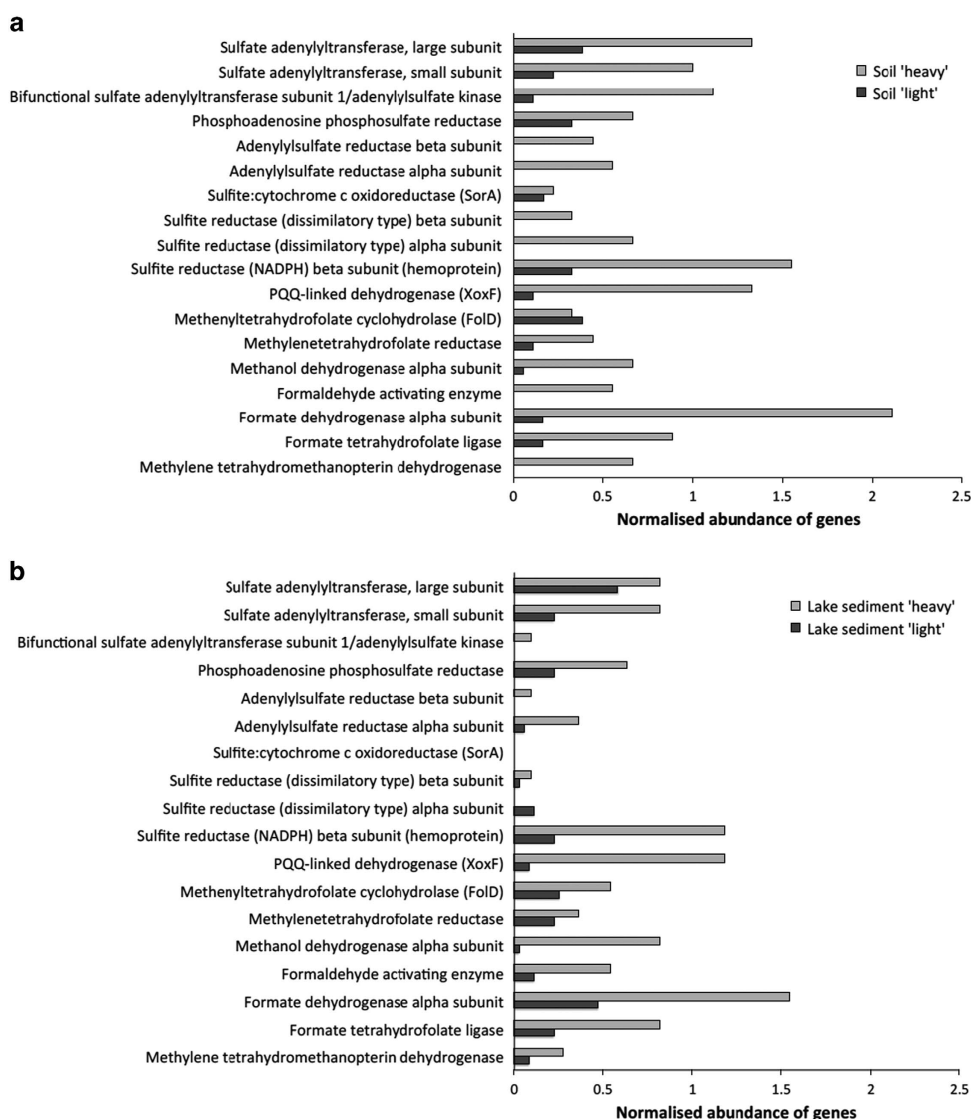 a
Sulfate adenylyltransferase, large subunit
Sulfate adenylyltransferase, small subunit
Bifunctional sulfate adenylyltransferase subunit 1/adenylylsulfate kinase
Phosphoadenosine phosphosulfate reductase
Adenylylsulfate reductase beta subunit
Adenylylsulfate reductase alpha subunit
Sulfite:cytochrome c oxidoreductase (SorA)
Sulfite reductase (dissimilatory type) beta subunit
Sulfite reductase (dissimilatory type) alpha subunit
Sulfite reductase (NADPH) beta subunit (hemoprotein)
PQQ-linked dehydrogenase (XoxF)
Methenyltetrahydrofolate cyclohydrolase (FolD)
Methylenetetrahydrofolate reductase
Methanol dehydrogenase alpha subunit
Formaldehyde activating enzyme
Formate dehydrogenase alpha subunit
Formate tetrahydrofolate ligase
Methylene tetrahydromethanopterin dehydrogenase
Soil 'heavy'
Soil 'light'
0 0.5 1 1.5 2 2.5
Normalised abundance of genes
b
Sulfate adenylyltransferase, large subunit
Sulfate adenylyltransferase, small subunit
Bifunctional sulfate adenylyltransferase subunit 1/adenylylsulfate kinase
Phosphoadenosine phosphosulfate reductase
Adenylylsulfate reductase beta subunit
Adenylylsulfate reductase alpha subunit
Sulfite:cytochrome c oxidoreductase (SorA)
Sulfite reductase (dissimilatory type) beta subunit
Sulfite reductase (dissimilatory type) alpha subunit
Sulfite reductase (NADPH) beta subunit (hemoprotein)
PQQ-linked dehydrogenase (XoxF)
Methenyltetrahydrofolate cyclohydrolase (FolD)
Methylenetetrahydrofolate reductase
Methanol dehydrogenase alpha subunit
Formaldehyde activating enzyme
Formate dehydrogenase alpha subunit
Formate tetrahydrofolate ligase
Methylene tetrahydromethanopterin dehydrogenase
Lake sediment 'heavy'
Lake sediment 'light'
0 0.5 1 1.5 2 2.5
Normalised abundance of genes